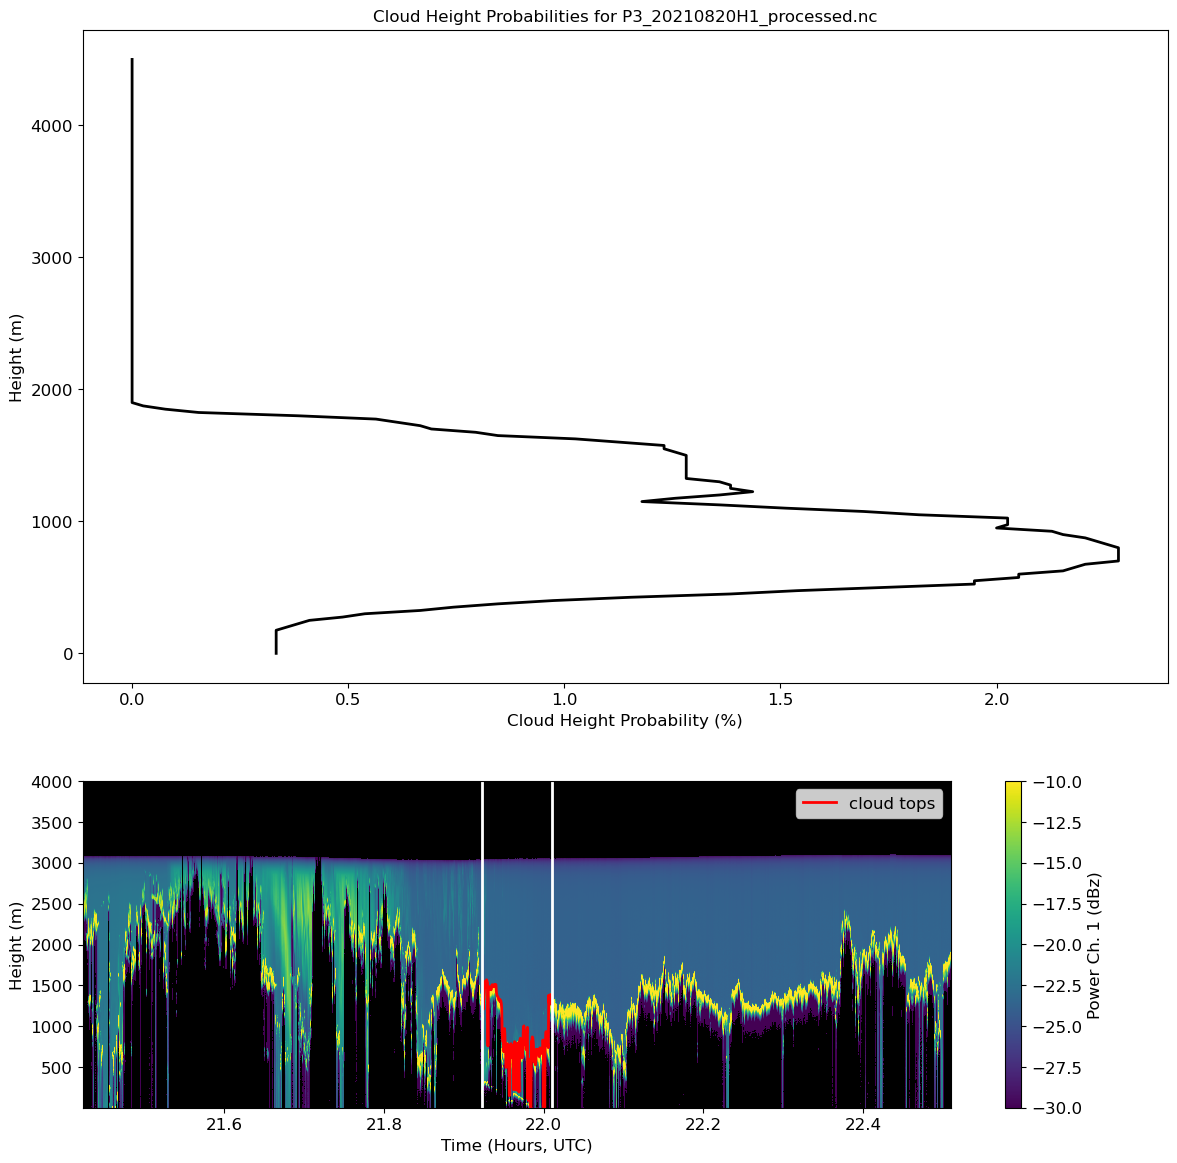 Cloud Height Probabilities for P3_20210820H1_processed.nc
4000
3000
2000
1000
0
Height (m)
0.0 0.5 1.0 1.5 2.0
Cloud Height Probability (%)
4000
3500
3000
2500
2000
1500
1000
500
Height (m)
cloud tops
21.6 21.8 22.0 22.2 22.4
Time (Hours, UTC)
−10.0
−12.5
−15.0
−17.5
−20.0
−22.5
−25.0
−27.5
−30.0
Power Ch. 1 (dBz)